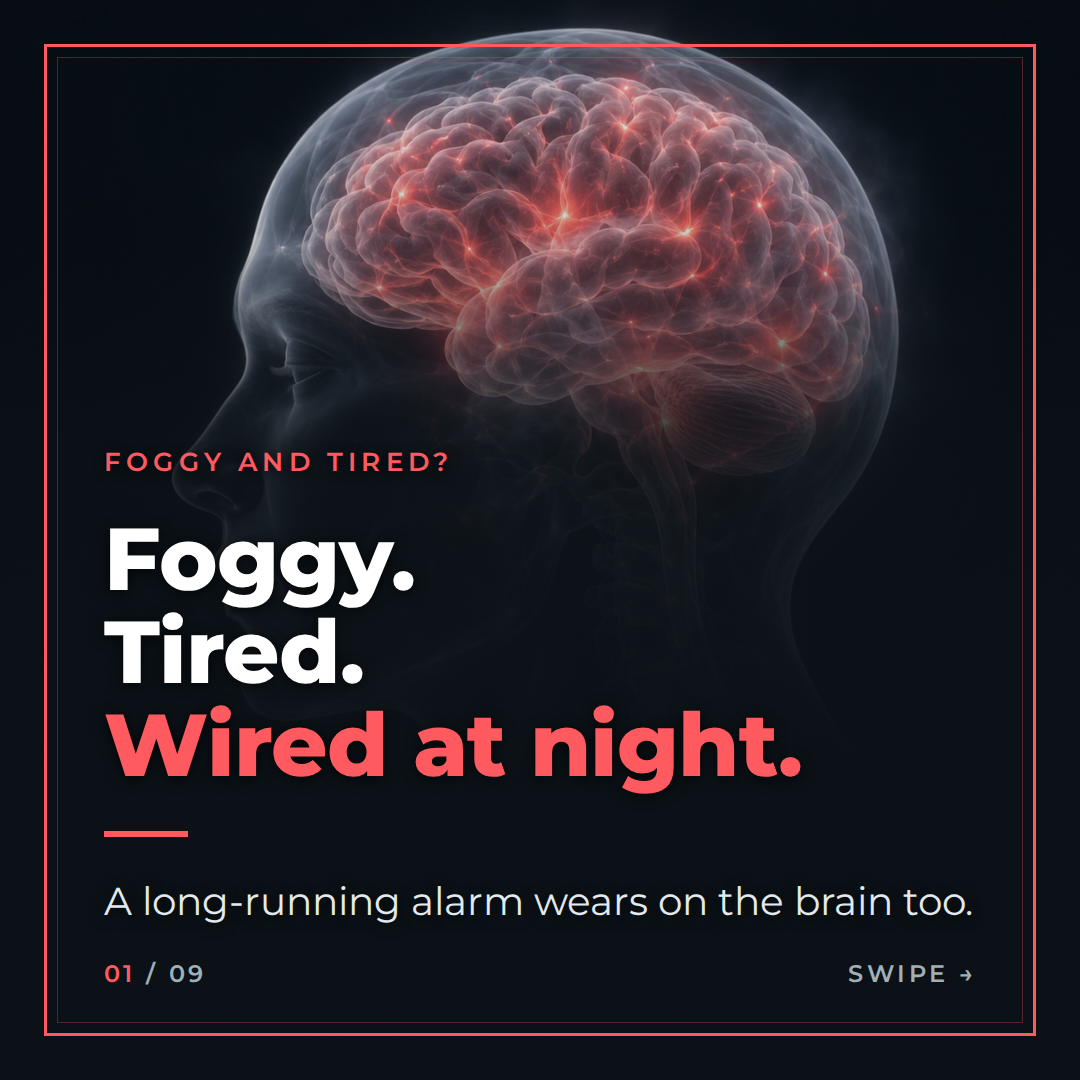 FOGGY AND TIRED?
Foggy.
Tired.
Wired at night.
A long-running alarm wears on the brain too.
01 / 09
SWIPE →